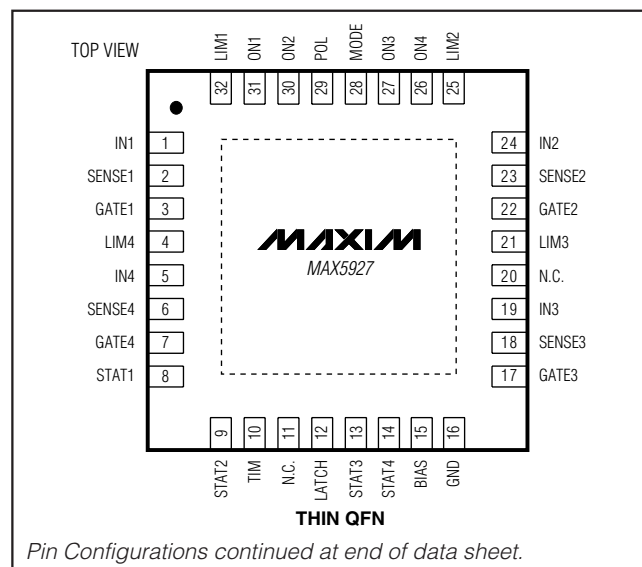 TOP VIEW
LIM1
ON1
ON2
POL
MODE
ON3
ON4
LIM2
32
31
30
29
28
27
26
25
IN1 1
SENSE1 2
GATE1 3
LIM4 4
IN4 5
SENSE4 6
GATE4 7
STAT1 8
MAXIM
MAX5927
24 IN2
23 SENSE2
22 GATE2
21 LIM3
20 N.C.
19 IN3
18 SENSE3
17 GATE3
9
10
11
12
13
14
15
16
STAT2
TIM
N.C.
LATCH
STAT3
STAT4
BIAS
GND
THIN QFN
Pin Configurations continued at end of data sheet.